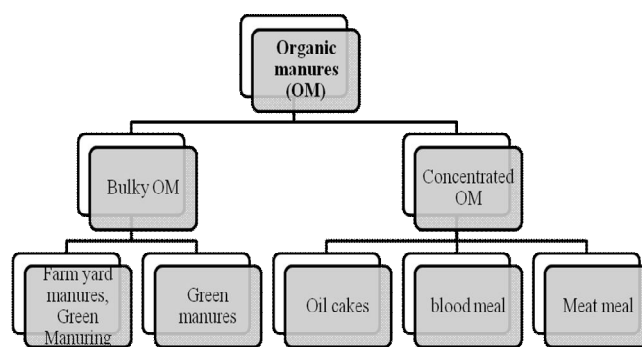 Organic
manures
(OM)
Bulky OM
Concentrated
OM
Farm yard
manures,
Green
Manuring
Green
manures
Oil cakes
blood meal
Meat meal